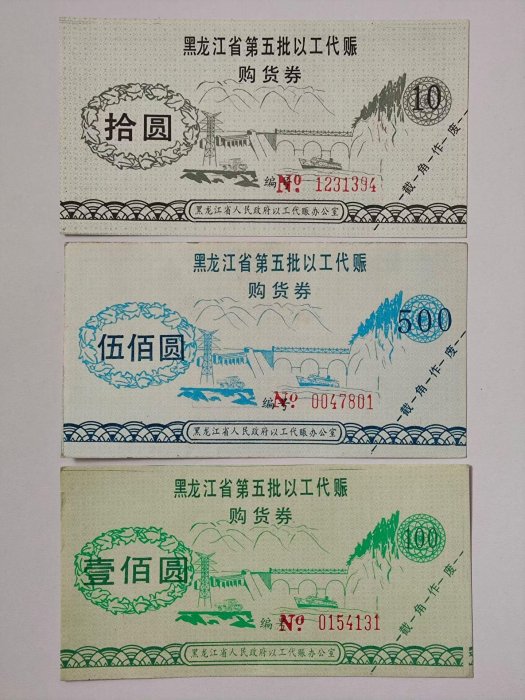 黑龙江省第五批以工代赈
购货券
拾圆
10
编号
№ 1231394
截角作废
黑龙江省人民政府以工代赈办公室
黑龙江省第五批以工代赈
购货券
伍佰圆
500
编号
№ 0047801
截角作废
黑龙江省人民政府以工代赈办公室
黑龙江省第五批以工代赈
购货券
壹佰圆
100
编号
№ 0154131
截角作废
黑龙江省人民政府以工代赈办公室